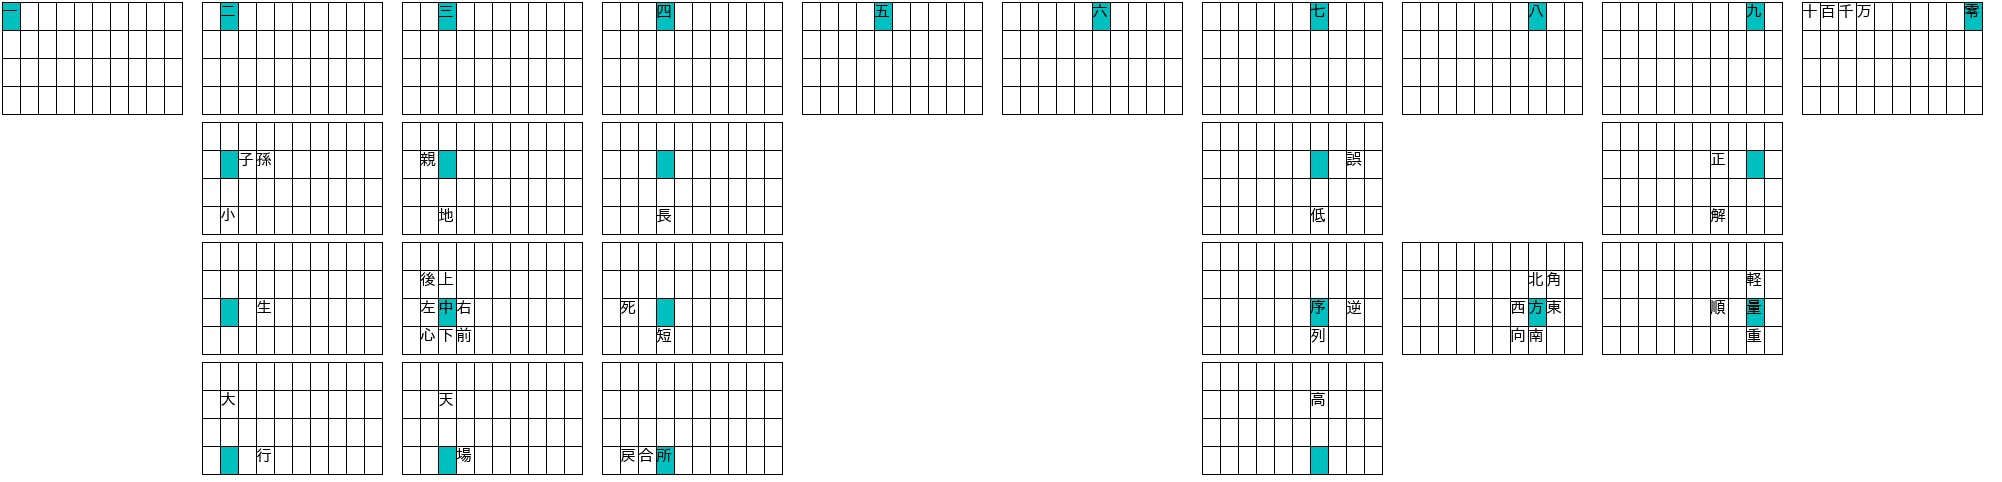 一 二 三 四 五 六 七 八 九 十百千万 零
子孫 親 誤 正
小 地 長 低 解
後上 北角 軽
生 左中右 死 序 逆 西方東 順 量
心下前 短 列 向南 重
大 天 高
行 場 戻合所